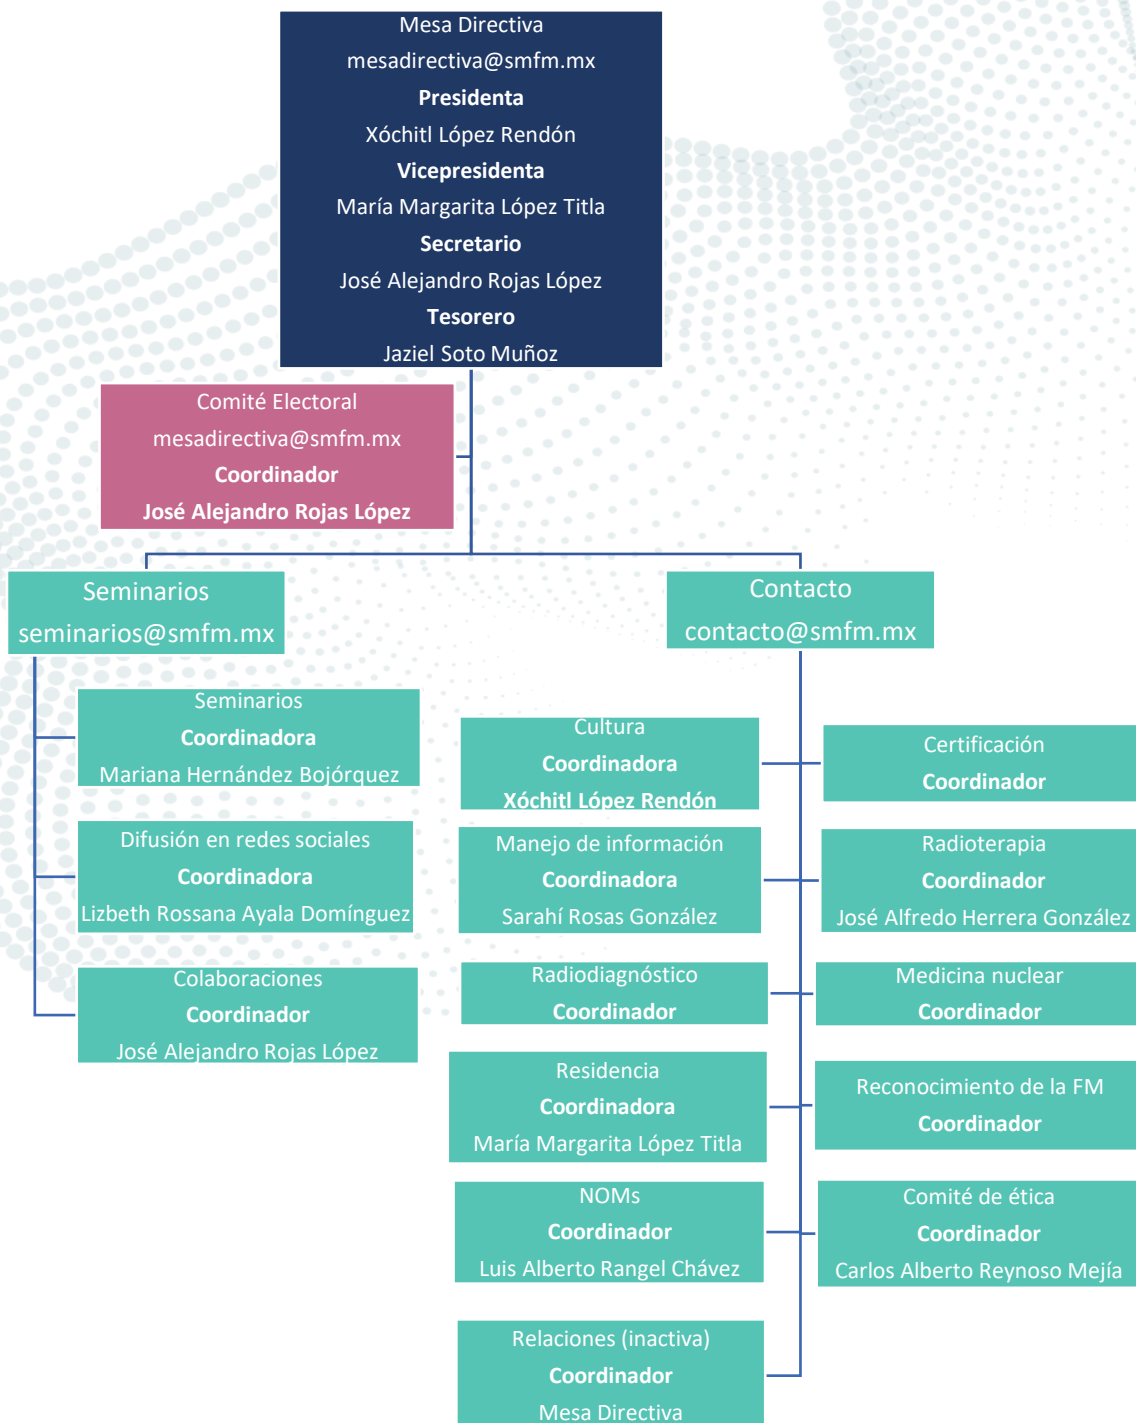 Mesa Directiva
mesadirectiva@smfm.mx
Presidenta
Xóchitl López Rendón
Vicepresidenta
María Margarita López Titla
Secretario
José Alejandro Rojas López
Tesorero
Jaziel Soto Muñoz
Comité Electoral
mesadirectiva@smfm.mx
Coordinador
José Alejandro Rojas López
Seminarios
seminarios@smfm.mx
Seminarios
Coordinadora
Mariana Hernández Bojórquez
Difusión en redes sociales
Coordinadora
Lizbeth Rossana Ayala Domínguez
Colaboraciones
Coordinador
José Alejandro Rojas López
Contacto
contacto@smfm.mx
Cultura
Coordinadora
Xóchitl López Rendón
Certificación
Coordinador
Manejo de información
Coordinadora
Sarahí Rosas González
Radioterapia
Coordinador
José Alfredo Herrera González
Radiodiagnóstico
Coordinador
Medicina nuclear
Coordinador
Residencia
Coordinadora
María Margarita López Titla
Reconocimiento de la FM
Coordinador
NOMs
Coordinador
Luis Alberto Rangel Chávez
Comité de ética
Coordinador
Carlos Alberto Reynoso Mejía
Relaciones (inactiva)
Coordinador
Mesa Directiva